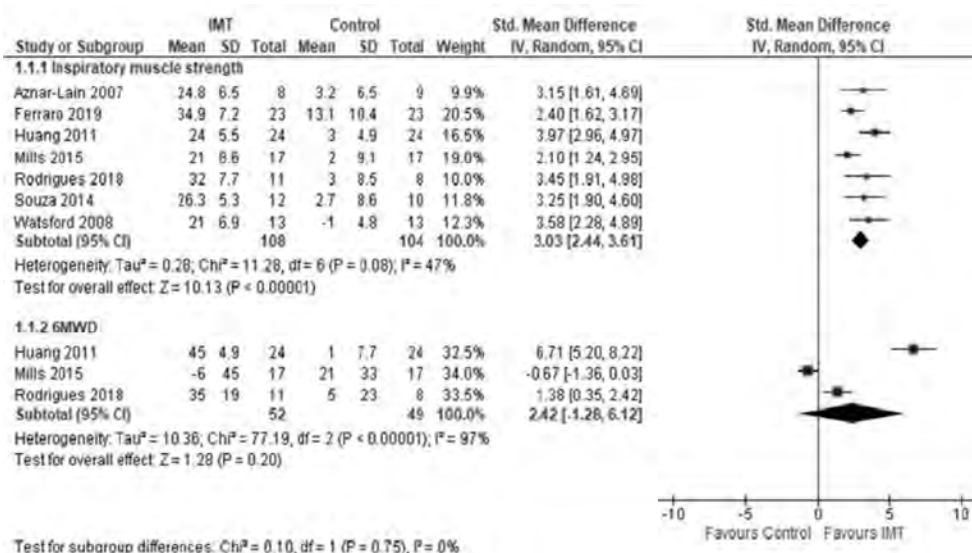 IMT Control Std. Mean Difference Std. Mean Difference
Study or Subgroup Mean SD Total Mean SD Total Weight IV, Random, 95% CI IV, Random, 95% CI
1.1.1 Inspiratory muscle strength
Aznar-Lain 2007 24.8 6.5 8 3.2 6.5 9 9.9% 3.15 [1.61, 4.69]
Ferraro 2019 34.9 7.2 23 13.1 10.4 23 20.5% 2.40 [1.62, 3.17]
Huang 2011 24 5.5 24 3 4.9 24 16.5% 3.97 [2.96, 4.97]
Mills 2015 21 8.6 17 2 9.1 17 19.0% 2.10 [1.24, 2.95]
Rodrigues 2018 32 7.7 11 3 8.5 8 10.0% 3.45 [1.91, 4.98]
Souza 2014 26.3 5.3 12 2.7 8.6 10 11.8% 3.25 [1.90, 4.60]
Watsford 2008 21 6.9 13 -1 4.8 13 12.3% 3.58 [2.28, 4.89]
Subtotal (95% CI) 108 104 100.0% 3.03 [2.44, 3.61]
Heterogeneity: Tau² = 0.28; Chi² = 11.28, df = 6 (P = 0.08); I² = 47%
Test for overall effect: Z = 10.13 (P < 0.00001)
1.1.2 6MWD
Huang 2011 45 4.9 24 1 7.7 24 32.5% 6.71 [5.20, 8.22]
Mills 2015 -6 45 17 21 33 17 34.0% -0.67 [-1.36, 0.03]
Rodrigues 2018 35 19 11 5 23 8 33.5% 1.38 [0.35, 2.42]
Subtotal (95% CI) 52 49 100.0% 2.42 [-1.28, 6.12]
Heterogeneity: Tau² = 10.36; Chi² = 77.19, df = 2 (P < 0.00001); I² = 97%
Test for overall effect: Z = 1.28 (P = 0.20)
-10 -5 0 5 10
Favours Control Favours IMT
Test for subgroup differences: Chi² = 0.10, df = 1 (P = 0.75), I² = 0%